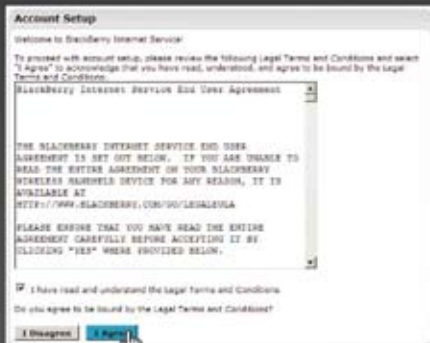 Account Setup
Welcome to BlackBerry Internet Service!
To proceed with account setup, please review the following Legal Terms and Conditions and select
"I Agree" to acknowledge that you have read, understood, and agree to be bound by the Legal
Terms and Conditions.
BlackBerry Internet Service End User Agreement
THE BLACKBERRY INTERNET SERVICE END USER
AGREEMENT IS SET OUT BELOW. IF YOU ARE UNABLE TO
READ THE ENTIRE AGREEMENT ON YOUR BLACKBERRY
WIRELESS HANDHELD DEVICE FOR ANY REASON, IT IS
AVAILABLE AT
HTTP://WWW.BLACKBERRY.COM/GO/LEGALEULA
PLEASE ENSURE THAT YOU HAVE READ THE ENTIRE
AGREEMENT CAREFULLY BEFORE ACCEPTING IT BY
CLICKING "YES" WHERE PROVIDED BELOW.
I have read and understand the Legal Terms and Conditions
Do you agree to be bound by the Legal Terms and Conditions?
I Disagree
I Agree